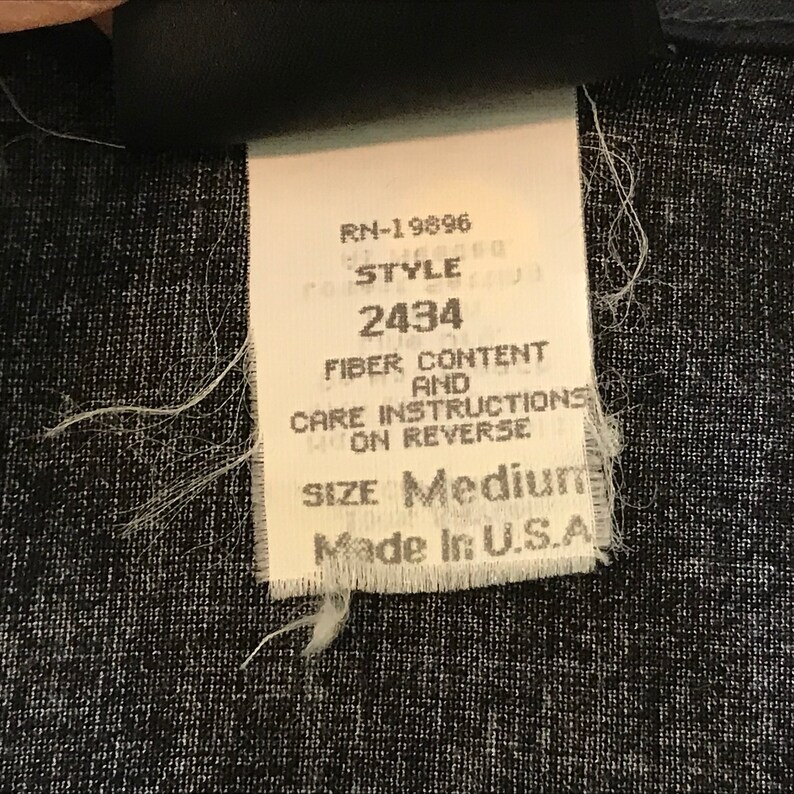 RN-19896
STYLE
2434
FIBER CONTENT
AND
CARE INSTRUCTIONS
ON REVERSE
SIZE Medium
Made In U.S.A